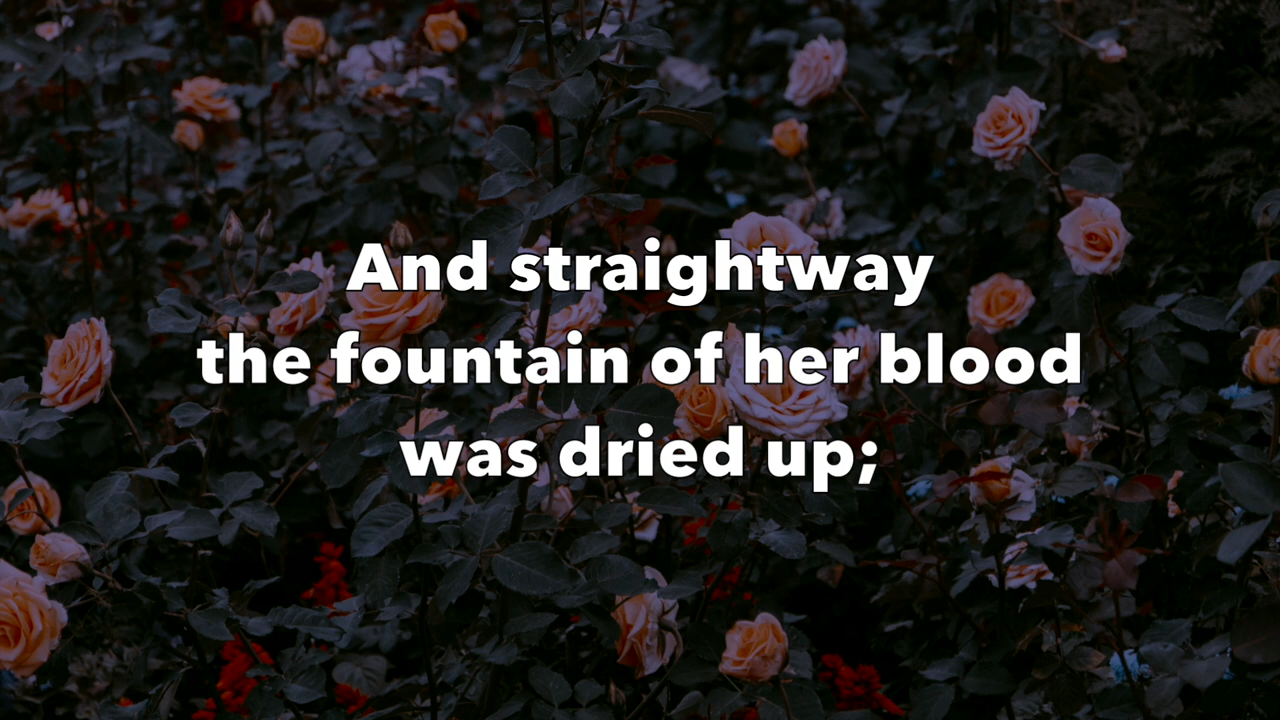 And straightway
the fountain of her blood
was dried up;